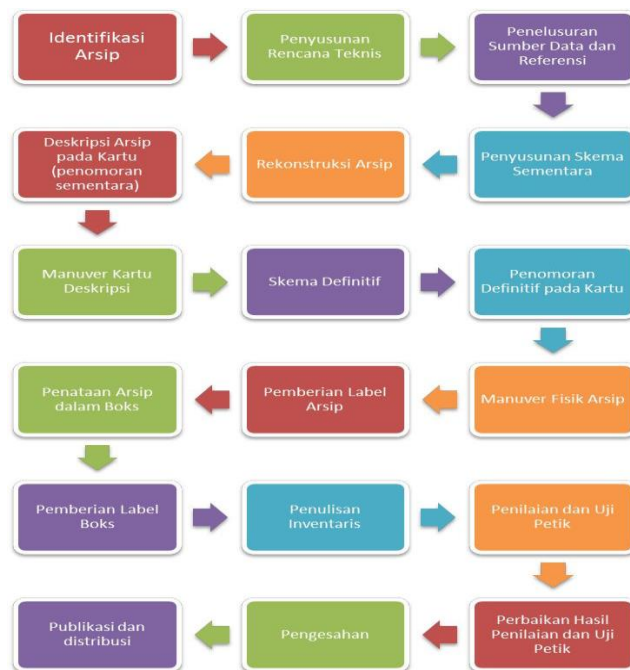 Identifikasi
Arsip
Penyusunan
Rencana Teknis
Penelusuran
Sumber Data dan
Referensi
Penyusunan Skema
Sementara
Rekonstruksi Arsip
Deskripsi Arsip
pada Kartu
(penomoran
sementara)
Manuver Kartu
Deskripsi
Skema Definitif
Penomoran
Definitif pada Kartu
Manuver Fisik Arsip
Pemberian Label
Arsip
Penataan Arsip
dalam Boks
Pemberian Label
Boks
Penulisan
Inventaris
Penilaian dan Uji
Petik
Perbaikan Hasil
Penilaian dan Uji
Petik
Pengesahan
Publikasi dan
distribusi